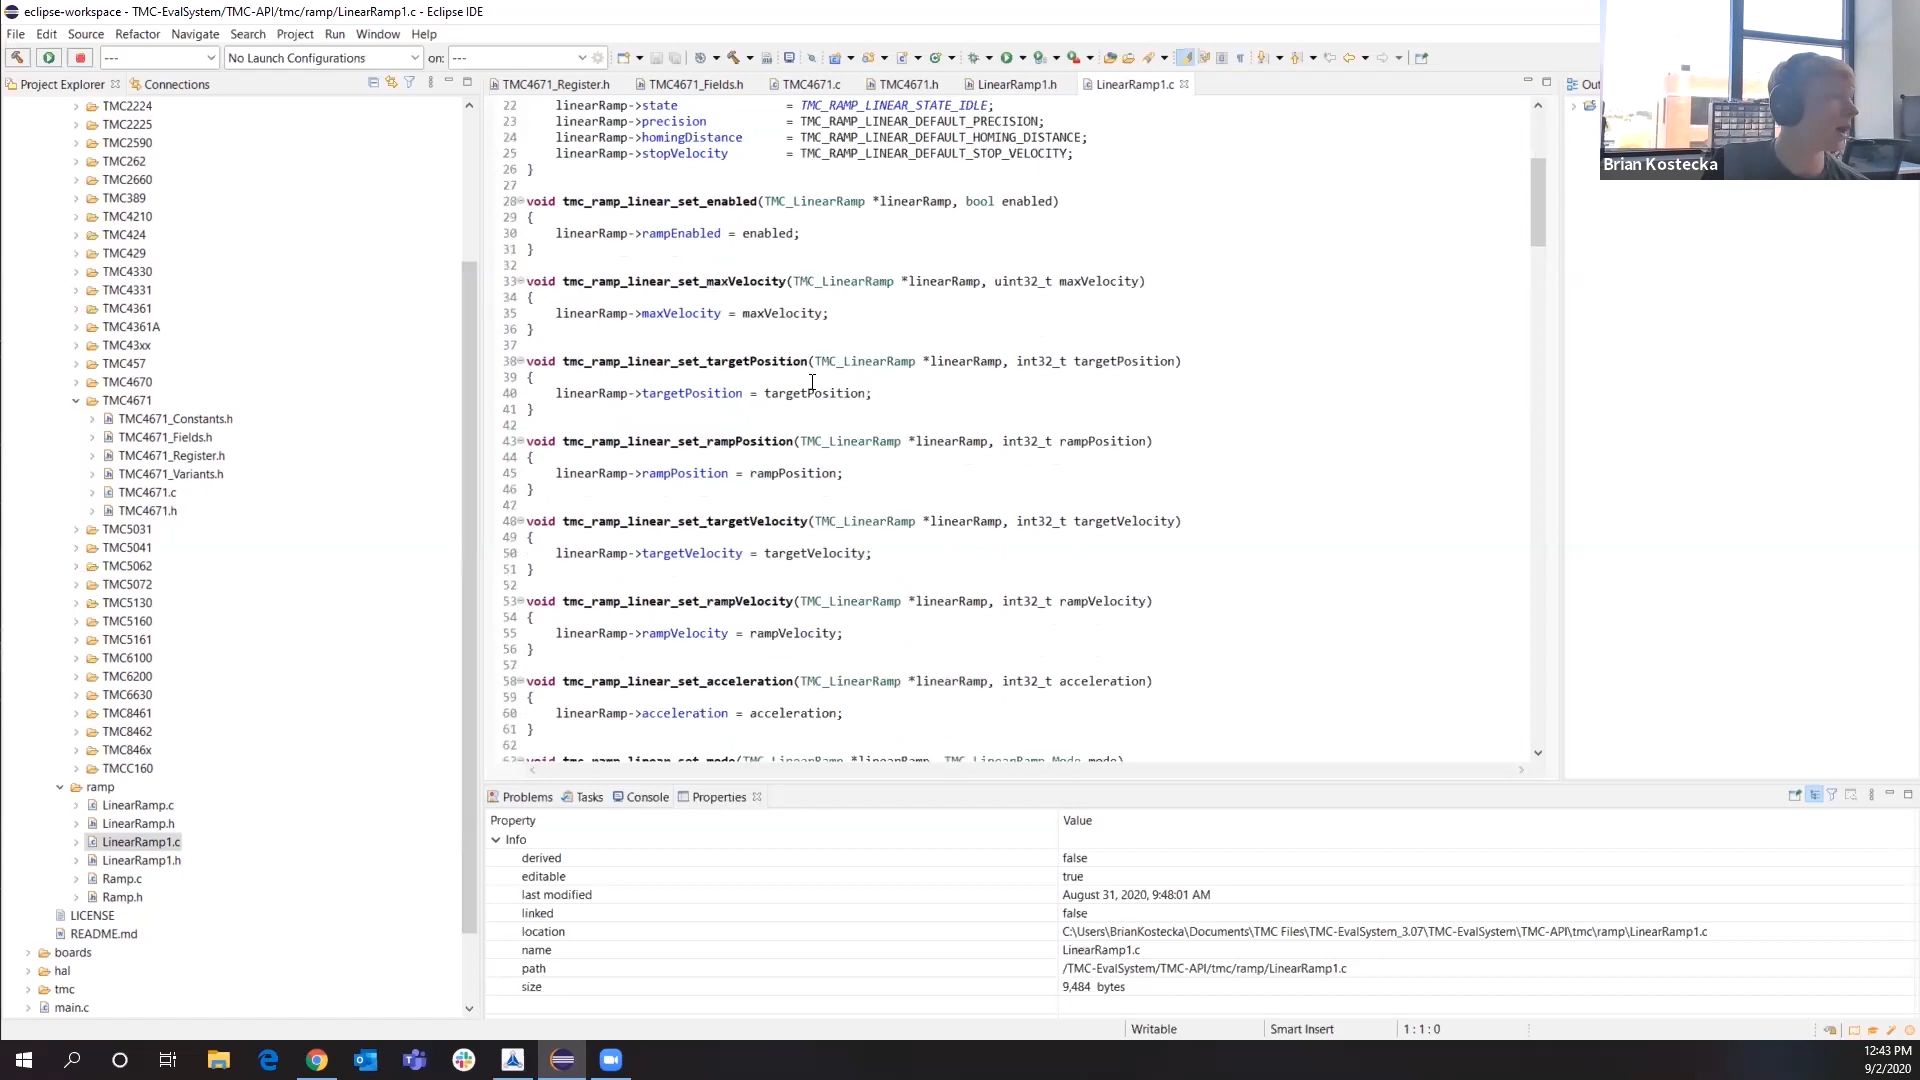 eclipse-workspace - TMC-EvalSystem/TMC-API/tmc/ramp/LinearRamp1.c - Eclipse IDE
File Edit Source Refactor Navigate Search Project Run Window Help
--- No Launch Configurations on: ---
Project Explorer Connections
TMC4671_Register.h TMC4671_Fields.h TMC4671.c TMC4671.h LinearRamp1.h LinearRamp1.c
Out
TMC2224
TMC2225
TMC2590
TMC262
TMC2660
TMC389
TMC4210
TMC424
TMC429
TMC4330
TMC4331
TMC4361
TMC4361A
TMC43xx
TMC457
TMC4670
TMC4671
TMC4671_Constants.h
TMC4671_Fields.h
TMC4671_Register.h
TMC4671_Variants.h
TMC4671.c
TMC4671.h
TMC5031
TMC5041
TMC5062
TMC5072
TMC5130
TMC5160
TMC5161
TMC6100
TMC6200
TMC6630
TMC8461
TMC8462
TMC846x
TMCC160
ramp
LinearRamp.c
LinearRamp.h
LinearRamp1.c
LinearRamp1.h
Ramp.c
Ramp.h
LICENSE
README.md
boards
hal
tmc
main.c
22 linearRamp->state = TMC_RAMP_LINEAR_STATE_IDLE;
23 linearRamp->precision = TMC_RAMP_LINEAR_DEFAULT_PRECISION;
24 linearRamp->homingDistance = TMC_RAMP_LINEAR_DEFAULT_HOMING_DISTANCE;
25 linearRamp->stopVelocity = TMC_RAMP_LINEAR_DEFAULT_STOP_VELOCITY;
26 }
27
28 void tmc_ramp_linear_set_enabled(TMC_LinearRamp *linearRamp, bool enabled)
29 {
30 linearRamp->rampEnabled = enabled;
31 }
32
33 void tmc_ramp_linear_set_maxVelocity(TMC_LinearRamp *linearRamp, uint32_t maxVelocity)
34 {
35 linearRamp->maxVelocity = maxVelocity;
36 }
37
38 void tmc_ramp_linear_set_targetPosition(TMC_LinearRamp *linearRamp, int32_t targetPosition)
39 {
40 linearRamp->targetPosition = targetPosition;
41 }
42
43 void tmc_ramp_linear_set_rampPosition(TMC_LinearRamp *linearRamp, int32_t rampPosition)
44 {
45 linearRamp->rampPosition = rampPosition;
46 }
47
48 void tmc_ramp_linear_set_targetVelocity(TMC_LinearRamp *linearRamp, int32_t targetVelocity)
49 {
50 linearRamp->targetVelocity = targetVelocity;
51 }
52
53 void tmc_ramp_linear_set_rampVelocity(TMC_LinearRamp *linearRamp, int32_t rampVelocity)
54 {
55 linearRamp->rampVelocity = rampVelocity;
56 }
57
58 void tmc_ramp_linear_set_acceleration(TMC_LinearRamp *linearRamp, int32_t acceleration)
59 {
60 linearRamp->acceleration = acceleration;
61 }
62
63 void tmc_ramp_linear_set_mode(TMC_LinearRamp *linearRamp, TMC_LinearRamp_Mode mode)
Brian Kostecka
Problems Tasks Console Properties
Property Value
Info
derived false
editable true
last modified August 31, 2020, 9:48:01 AM
linked false
location C:\Users\BrianKostecka\Documents\TMC Files\TMC-EvalSystem_3.07\TMC-EvalSystem\TMC-API\tmc\ramp\LinearRamp1.c
name LinearRamp1.c
path /TMC-EvalSystem/TMC-API/tmc/ramp/LinearRamp1.c
size 9,484 bytes
Writable Smart Insert 1 : 1 : 0
12:43 PM
9/2/2020